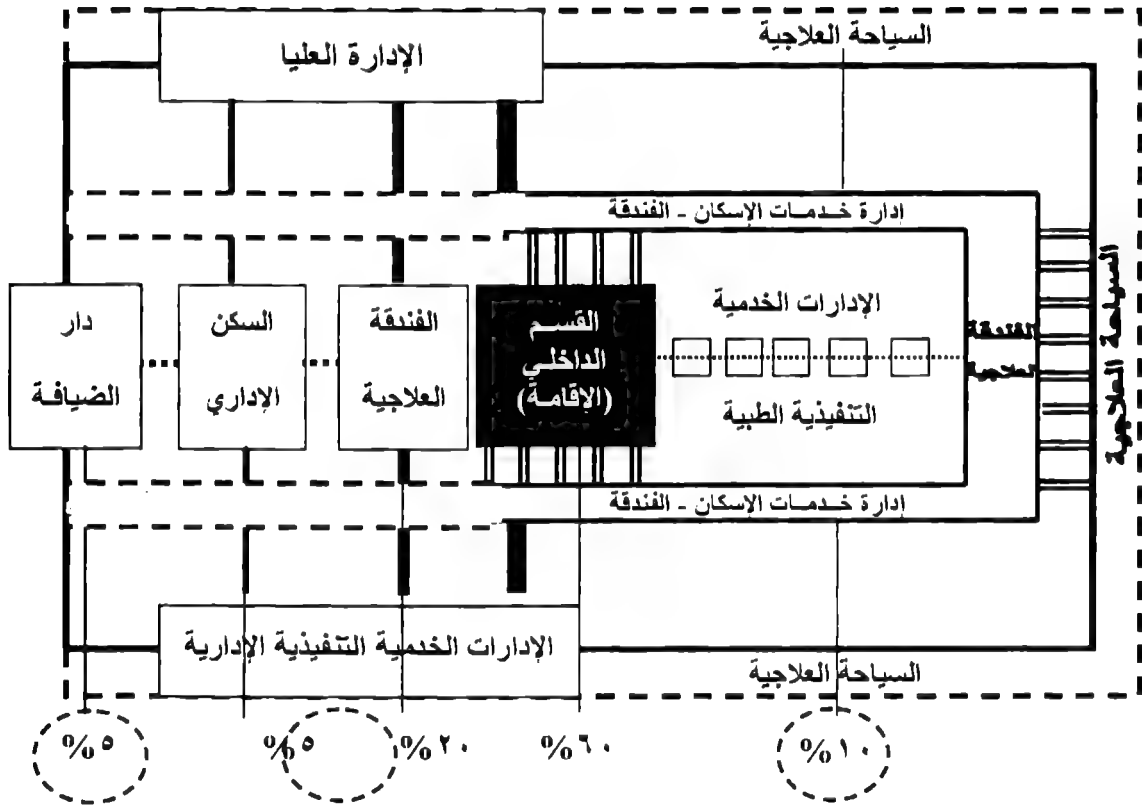 السياحة العلاجية
الإدارة العليا
إدارة خدمات الإسكان - الفندقة
القسم
الداخلي
(الإقامة)
الفندقة
العلاجية
السكن
الإداري
دار
الضيافة
الإدارات الخدمية
التنفيذية الطبية
الفندقة
العلاجية
السياحة العلاجية
إدارة خدمات الإسكان - الفندقة
الإدارات الخدمية التنفيذية الإدارية
السياحة العلاجية
%١٠
%٦٠
%٢٠
%٥
%٥